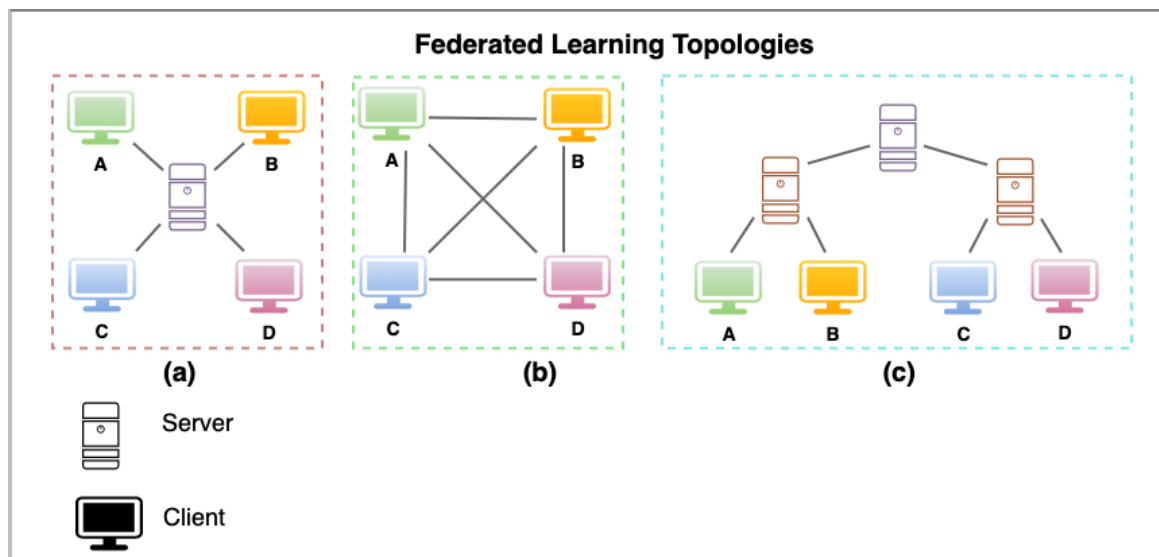 Federated Learning Topologies
A
B
C
D
(a)
A
B
C
D
(b)
A
B
C
D
(c)
Server
Client